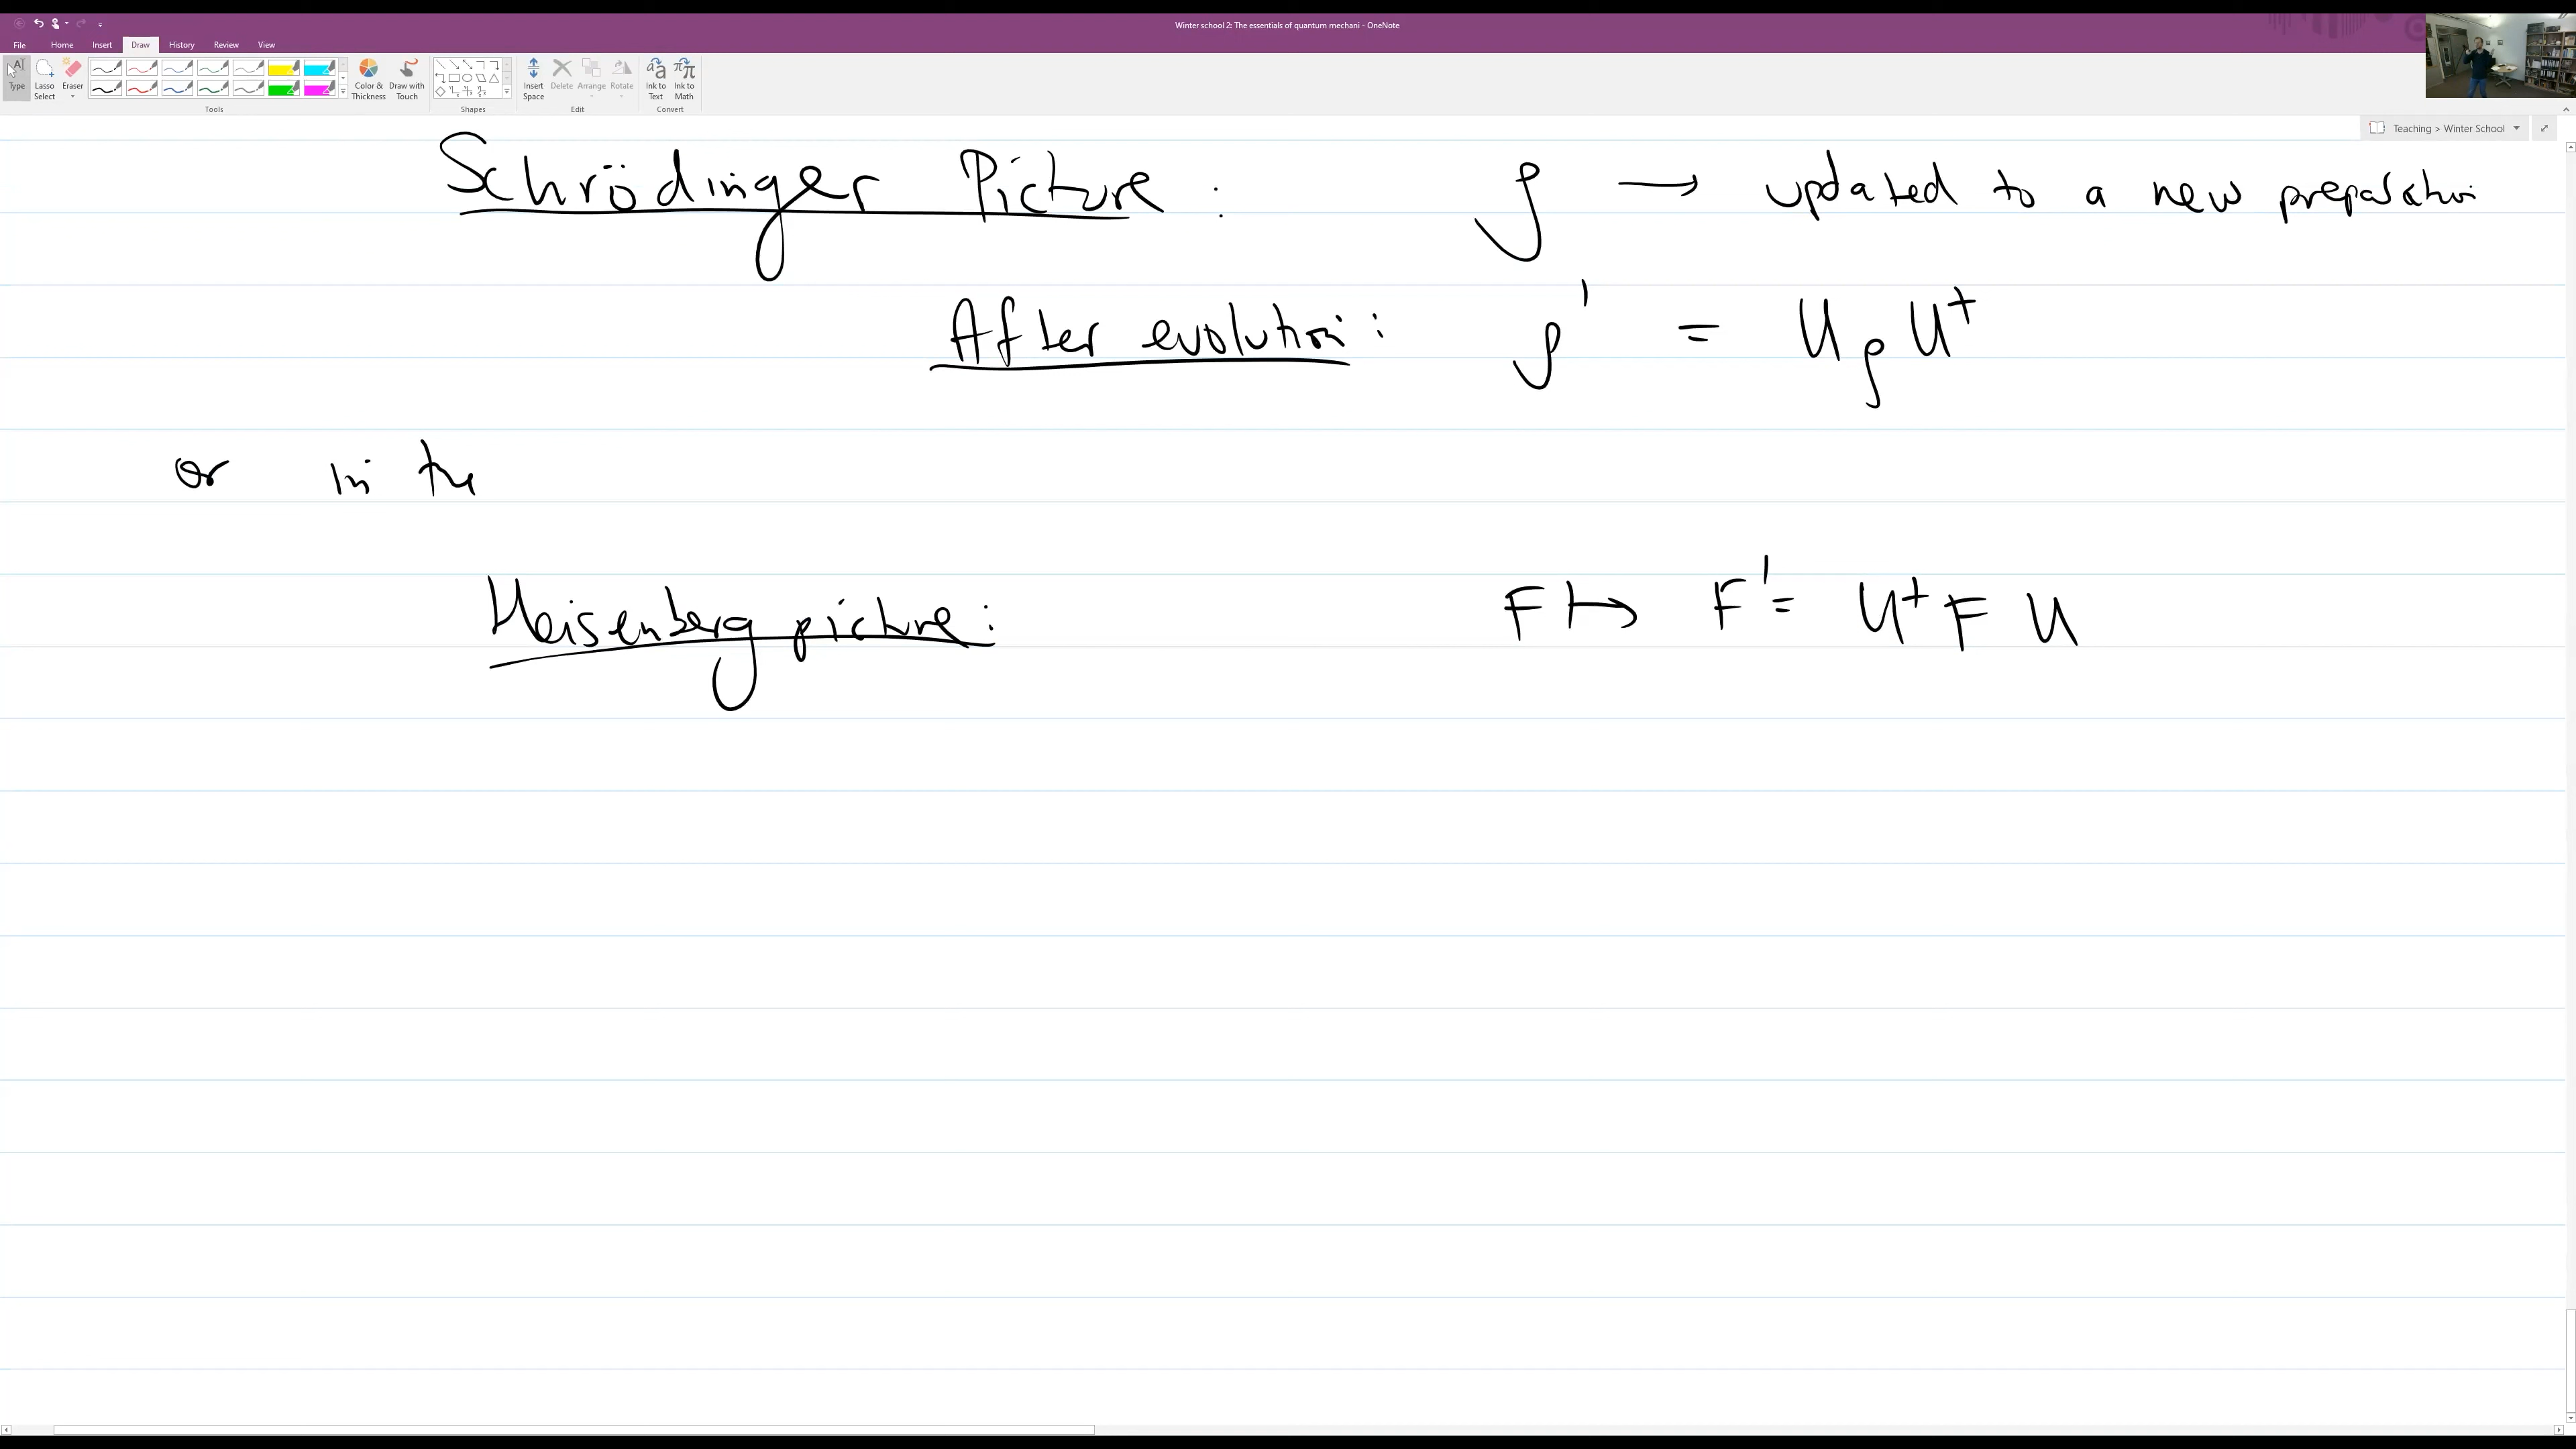 Winter school 2: The essentials of quantum mechani - OneNote
File Home Insert Draw History Review View
Type Lasso Select Eraser Color & Thickness Draw with Touch Insert Space Delete Arrange Rotate Ink to Text Ink to Math
Tools Shapes Edit Convert
Teaching > Winter School
Schrödinger Picture : ρ → updated to a new preparation
After evolution: ρ' = U ρ U†
or in the
Heisenberg picture: F ↦ F' = U† F U